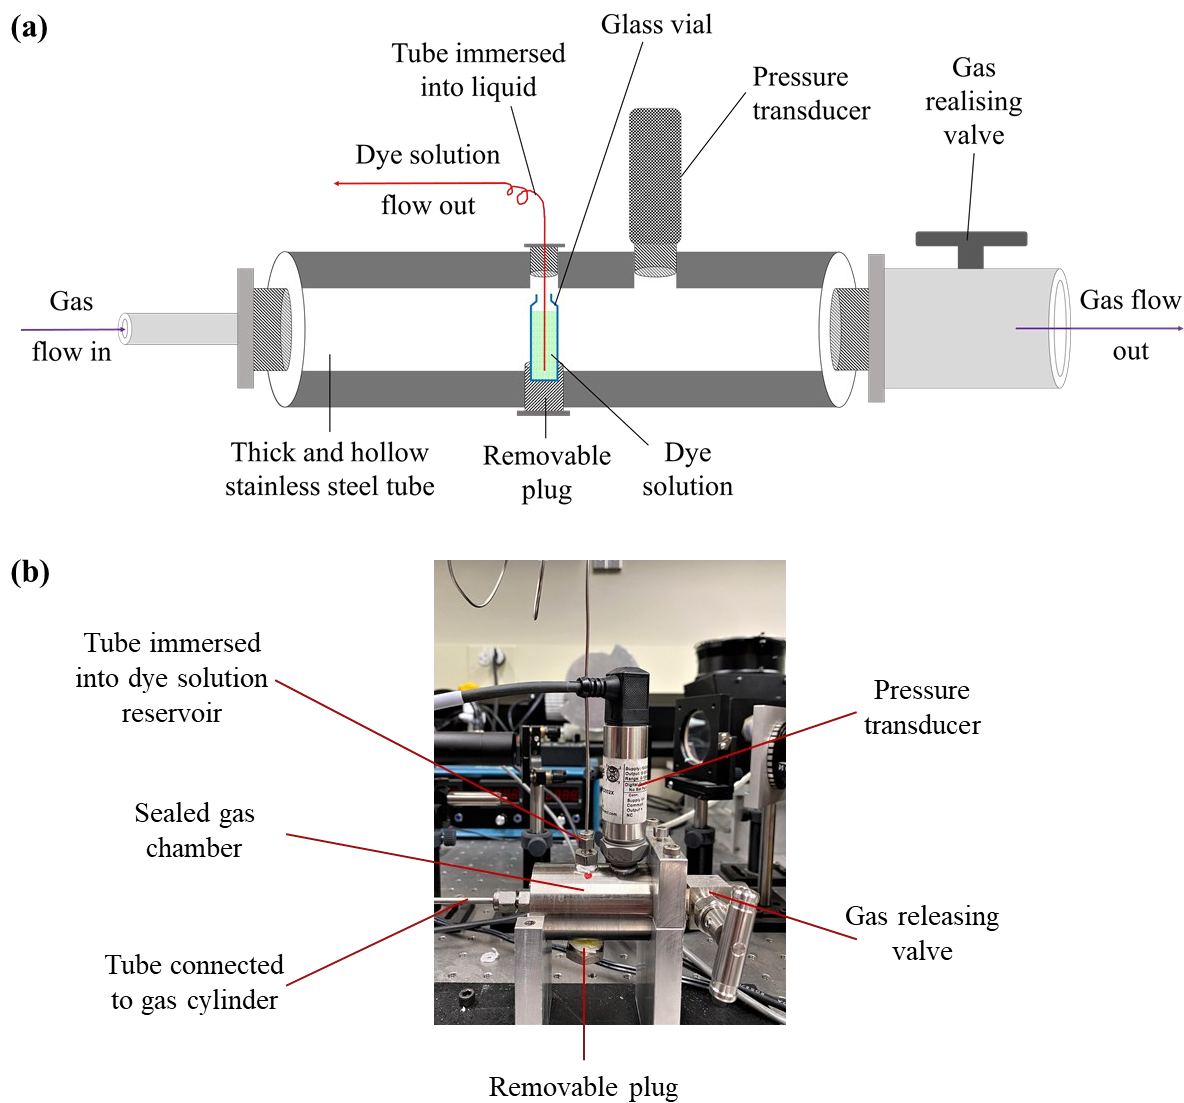 (a)
Glass vial
Tube immersed
into liquid
Pressure
transducer
Gas
realising
valve
Dye solution
flow out
Gas
flow in
Gas flow
out
Thick and hollow
stainless steel tube
Removable
plug
Dye
solution
(b)
Tube immersed
into dye solution
reservoir
Pressure
transducer
Sealed gas
chamber
Gas releasing
valve
Tube connected
to gas cylinder
Removable plug